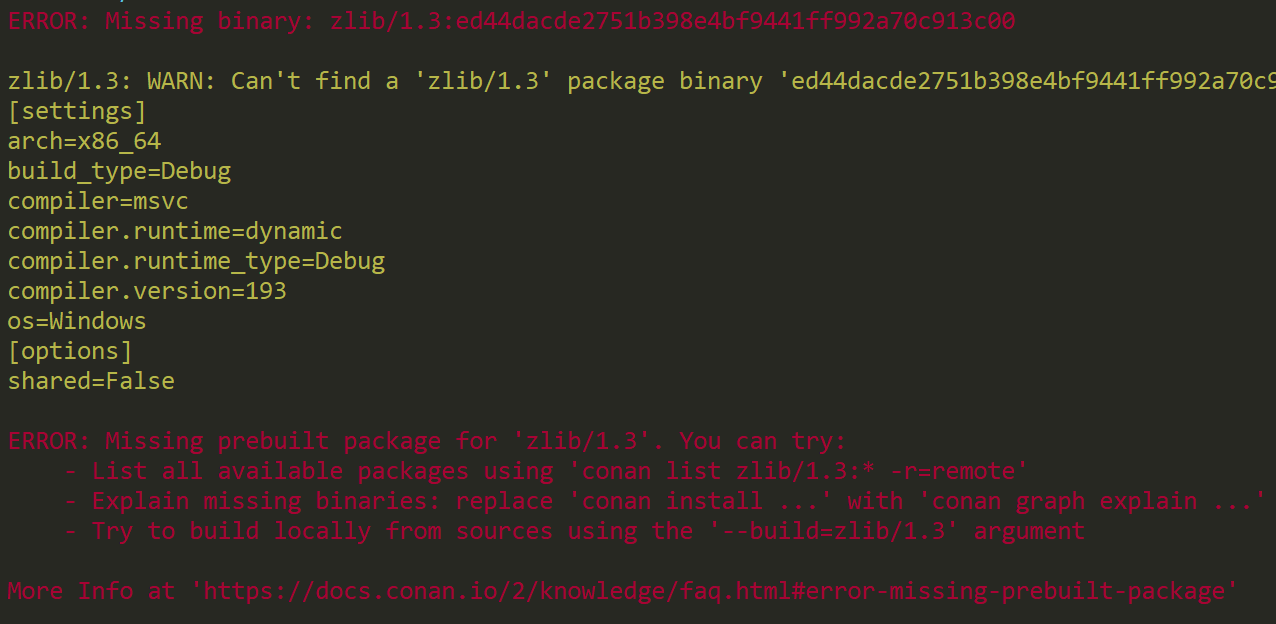 ERROR: Missing binary: zlib/1.3:ed44dacde2751b398e4bf9441ff992a70c913c00
zlib/1.3: WARN: Can't find a 'zlib/1.3' package binary 'ed44dacde2751b398e4bf9441ff992a70c9
[settings]
arch=x86_64
build_type=Debug
compiler=msvc
compiler.runtime=dynamic
compiler.runtime_type=Debug
compiler.version=193
os=Windows
[options]
shared=False
ERROR: Missing prebuilt package for 'zlib/1.3'. You can try:
    - List all available packages using 'conan list zlib/1.3:* -r=remote'
    - Explain missing binaries: replace 'conan install ...' with 'conan graph explain ...'
    - Try to build locally from sources using the '--build=zlib/1.3' argument
More Info at 'https://docs.conan.io/2/knowledge/faq.html#error-missing-prebuilt-package'